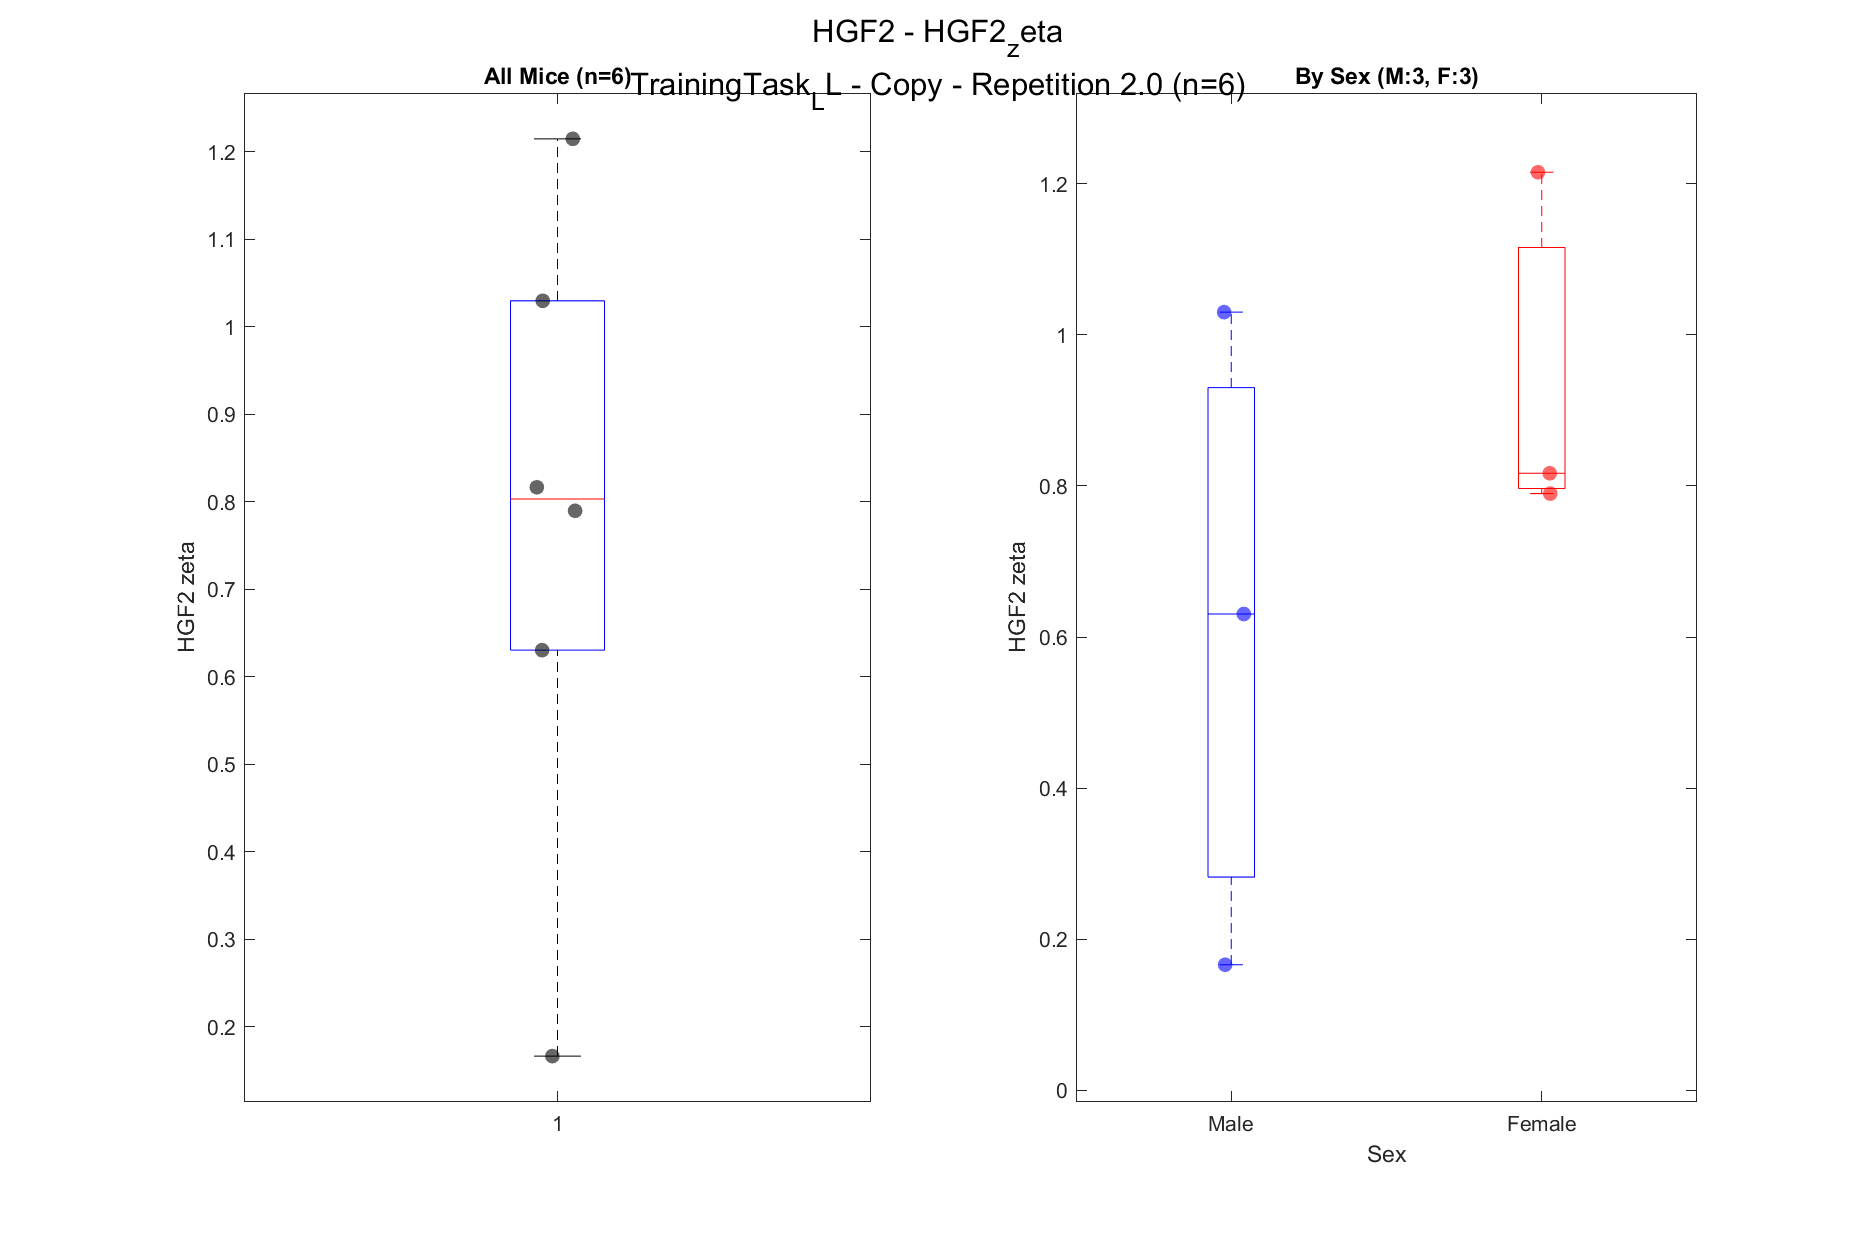 HGF2 - HGF2zeta
TrainingTaskLL - Copy - Repetition 2.0 (n=6)
All Mice (n=6)
HGF2 zeta
1.2
1.1
1
0.9
0.8
0.7
0.6
0.5
0.4
0.3
0.2
1
By Sex (M:3, F:3)
HGF2 zeta
1.2
1
0.8
0.6
0.4
0.2
0
Male Female
Sex